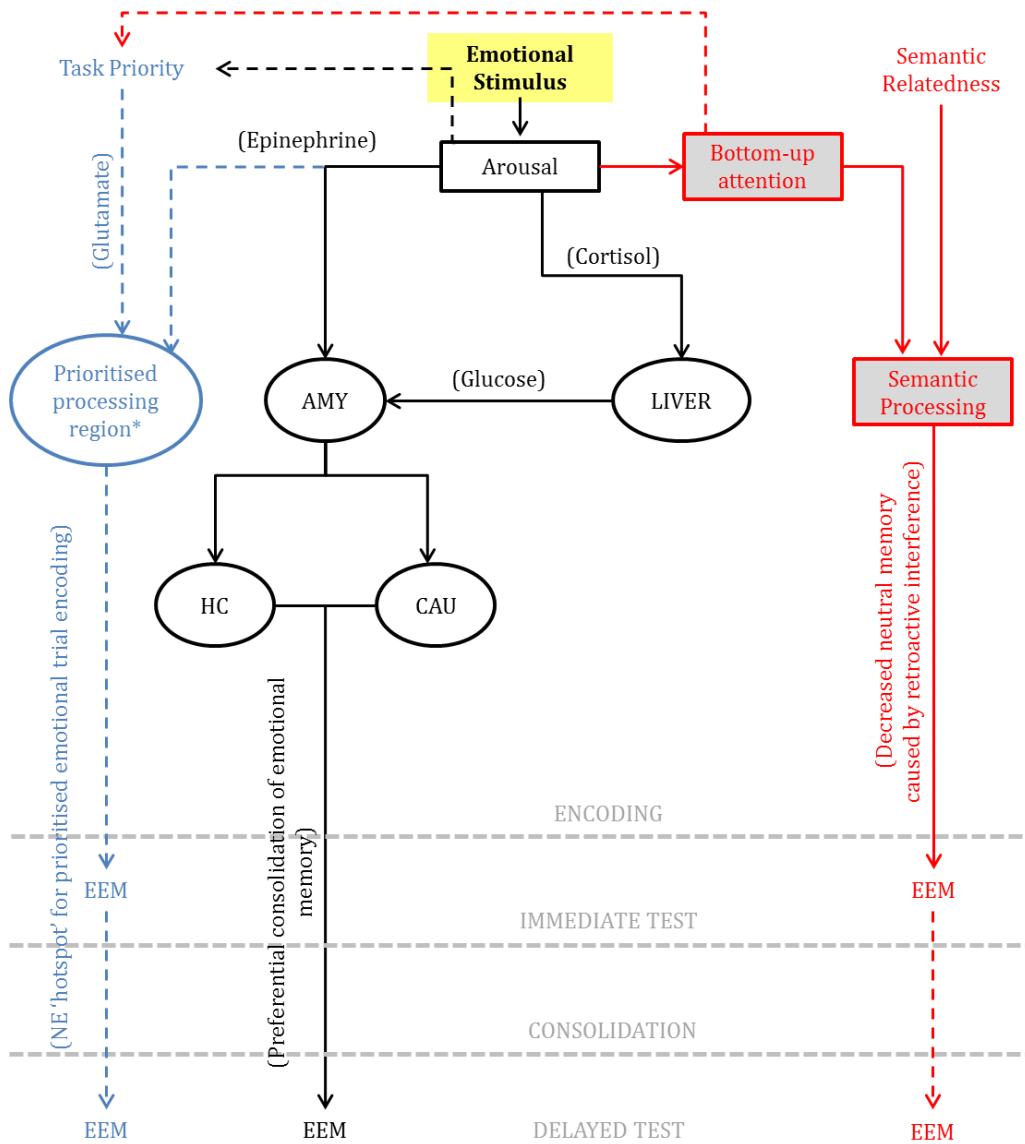 Emotional
Stimulus
Task Priority
Semantic
Relatedness
(Epinephrine)
Arousal
Bottom-up
attention
(Glutamate)
(Cortisol)
Prioritised
processing
region*
AMY
(Glucose)
LIVER
Semantic
Processing
HC
CAU
(NE ‘hotspot’ for prioritised emotional trial encoding)
(Preferential consolidation of emotional
memory)
(Decreased neutral memory
caused by retroactive interference)
ENCODING
EEM
EEM
IMMEDIATE TEST
CONSOLIDATION
EEM
EEM
DELAYED TEST
EEM